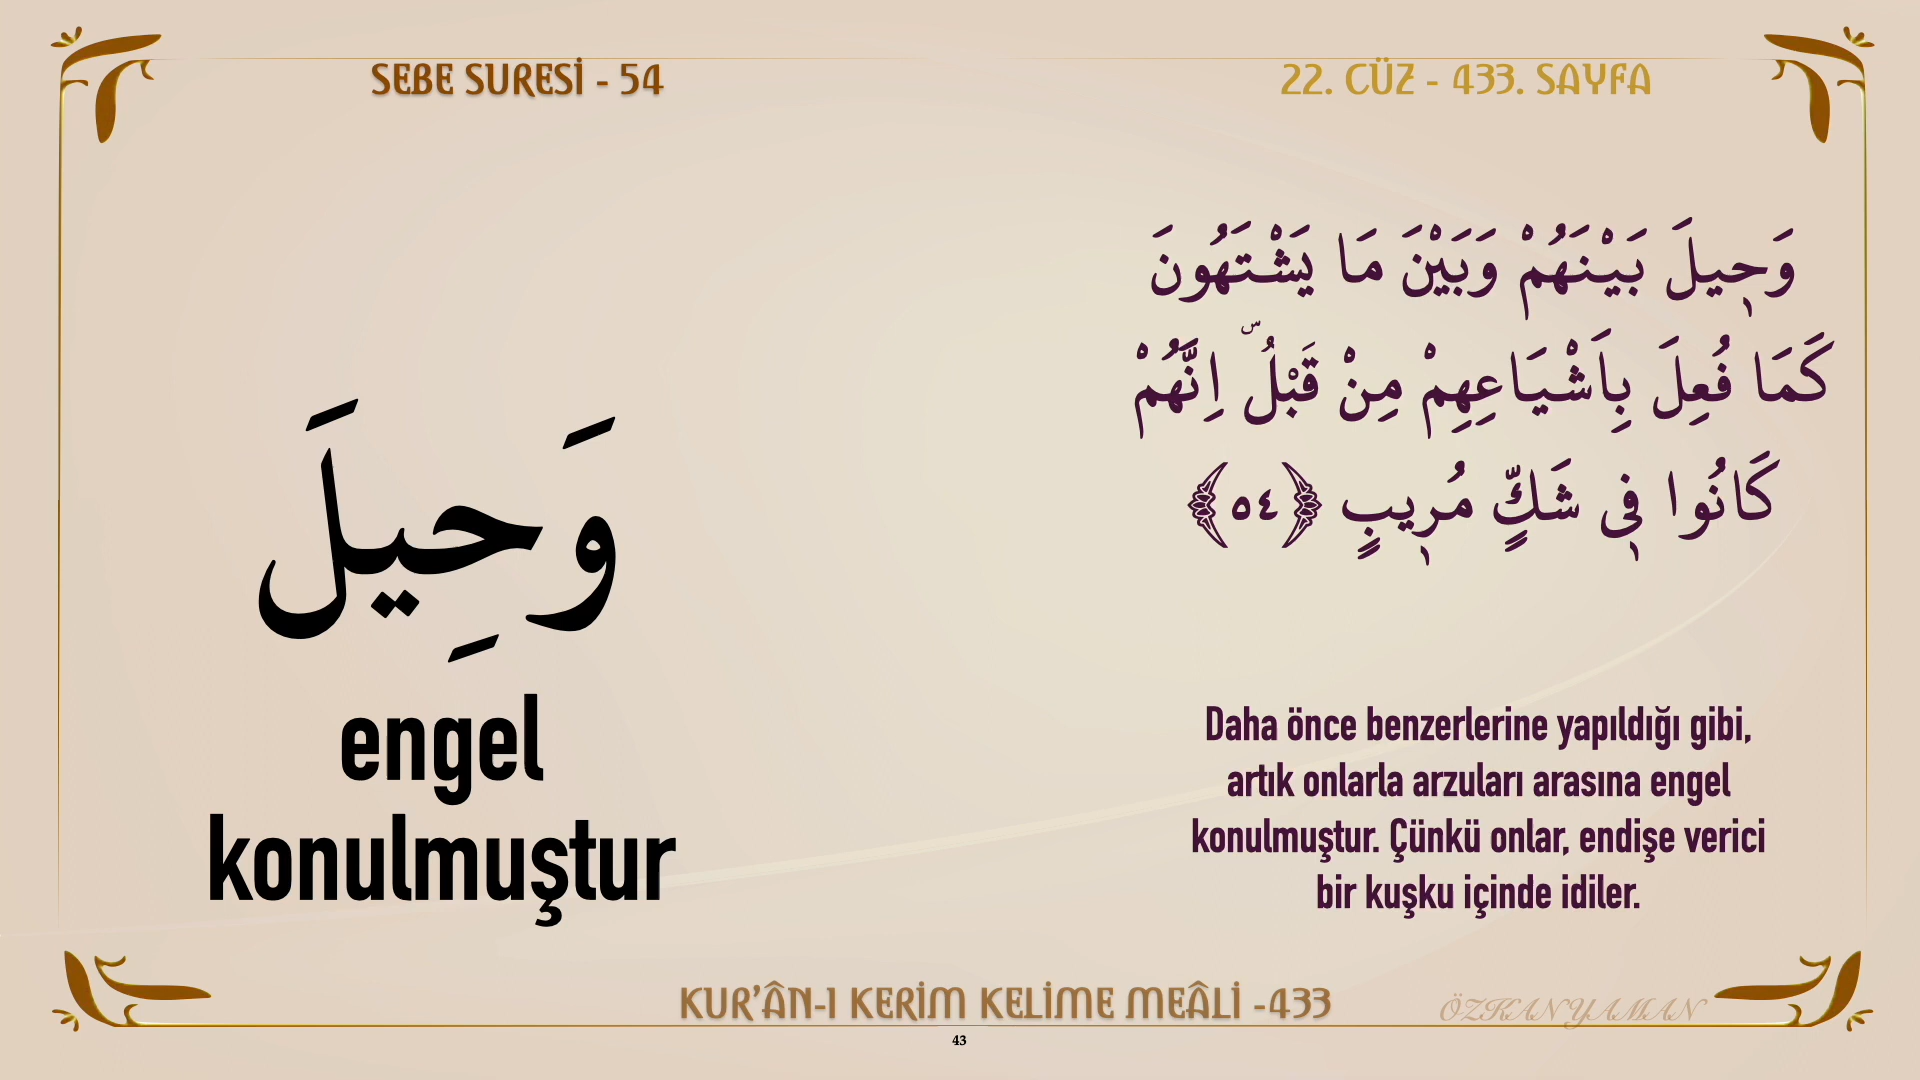 SEBE SURESİ - 54
22. CÜZ - 433. SAYFA
وَح۪يلَ بَيْنَهُمْ وَبَيْنَ مَا يَشْتَهُونَ
كَمَا فُعِلَ بِاَشْيَاعِهِمْ مِنْ قَبْلُۜ اِنَّهُمْ
كَانُوا ف۪ي شَكٍّ مُر۪يبٍ ﴿٥٤﴾
وَحِيلَ
engel
konulmuştur
Daha önce benzerlerine yapıldığı gibi,
artık onlarla arzuları arasına engel
konulmuştur. Çünkü onlar, endişe verici
bir kuşku içinde idiler.
KUR’ÂN-I KERİM KELİME MEÂLİ -433
ÖZKAN YAMAN
43